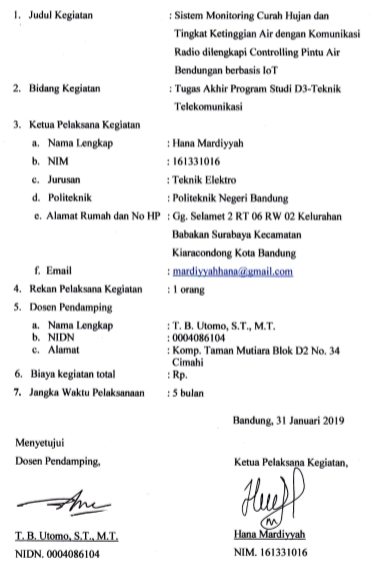 1. Judul Kegiatan : Sistem Monitoring Curah Hujan dan
Tingkat Ketinggian Air dengan Komunikasi
Radio dilengkapi Controlling Pintu Air
Bendungan berbasis IoT
2. Bidang Kegiatan : Tugas Akhir Program Studi D3-Teknik
Telekomunikasi
3. Ketua Pelaksana Kegiatan
a. Nama Lengkap : Hana Mardiyyah
b. NIM : 161331016
c. Jurusan : Teknik Elektro
d. Politeknik : Politeknik Negeri Bandung
e. Alamat Rumah dan No HP : Gg. Selamet 2 RT 06 RW 02 Kelurahan
Babakan Surabaya Kecamatan
Kiaracondong Kota Bandung
f. Email : mardiyyahhana@gmail.com
4. Rekan Pelaksana Kegiatan : 1 orang
5. Dosen Pendamping
a. Nama Lengkap : T. B. Utomo, S.T., M.T.
b. NIDN : 0004086104
c. Alamat : Komp. Taman Mutiara Blok D2 No. 34
Cimahi
6. Biaya kegiatan total : Rp.
7. Jangka Waktu Pelaksanaan : 5 bulan
Bandung, 31 Januari 2019
Menyetujui
Dosen Pendamping, Ketua Pelaksana Kegiatan,
T. B. Utomo, S.T., M.T. Hana Mardiyyah
NIDN. 0004086104 NIM. 161331016